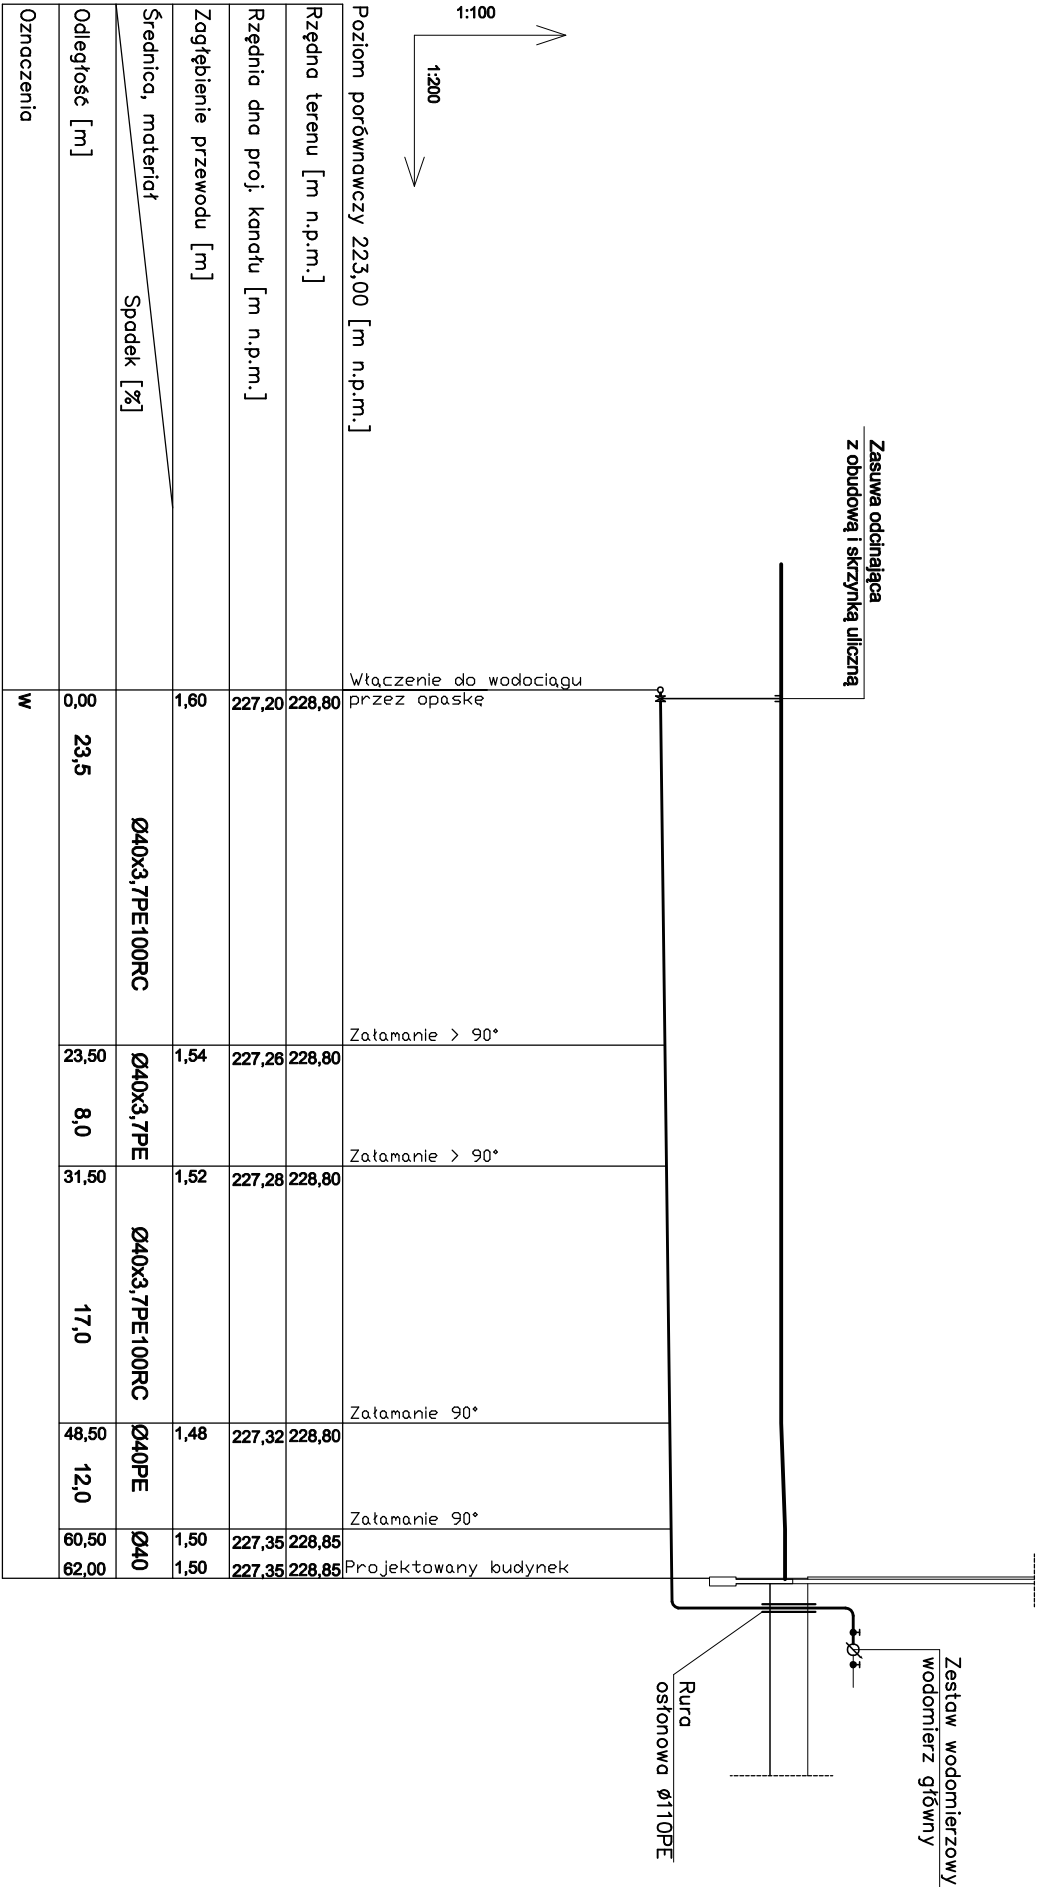 1:100
1:200
Zasuwa odcinająca
z obudową i skrzynką uliczną
Zestaw wodomierzowy
wodomierz główny
Rura
osłonowa ø110PE
Poziom porównawczy 223,00 [m n.p.m.]
Włączenie do wodociągu
przez opaskę
Załamanie > 90°
Załamanie > 90°
Załamanie 90°
Załamanie 90°
Projektowany budynek
Rzędna terenu [m n.p.m.]
228,80
228,80
228,80
228,80
228,85
228,85
Rzędnia dna proj. kanału [m n.p.m.]
227,20
227,26
227,28
227,32
227,35
227,35
Zagłębienie przewodu [m]
1,60
1,54
1,52
1,48
1,50
1,50
Średnica, materiał
Spadek [%]
Ø40x3,7PE100RC
Ø40x3,7PE
Ø40x3,7PE100RC
Ø40PE
Ø40
Odległość [m]
0,00
23,5
23,50
8,0
31,50
17,0
48,50
12,0
60,50
62,00
Oznaczenia
W